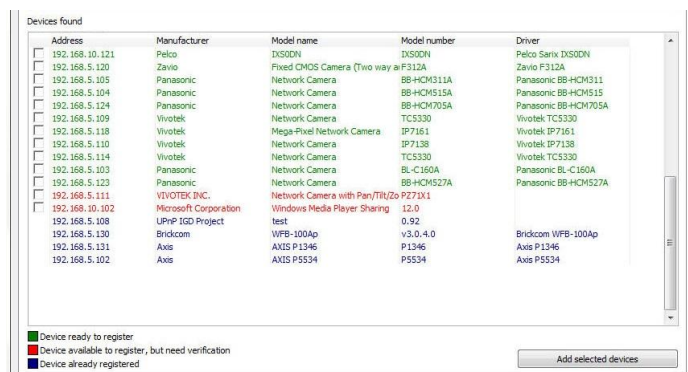 Devices found
Address Manufacturer Model name Model number Driver
192.168.10.121 Pelco IXS0DN IXS0DN Pelco Sarix IXS0DN
192.168.5.120 Zavio Fixed CMOS Camera (Two way a F312A Zavio F312A
192.168.5.105 Panasonic Network Camera BB-HCM311A Panasonic BB-HCM311
192.168.5.104 Panasonic Network Camera BB-HCM515A Panasonic BB-HCM515
192.168.5.124 Panasonic Network Camera BB-HCM705A Panasonic BB-HCM705A
192.168.5.109 Vivotek Network Camera TC5330 Vivotek TC5330
192.168.5.118 Vivotek Mega-Pixel Network Camera IP7161 Vivotek IP7161
192.168.5.110 Vivotek Network Camera IP7138 Vivotek IP7138
192.168.5.114 Vivotek Network Camera TC5330 Vivotek TC5330
192.168.5.103 Panasonic Network Camera BL-C160A Panasonic BL-C160A
192.168.5.123 Panasonic Network Camera BB-HCM527A Panasonic BB-HCM527A
192.168.5.111 VIVOTEK INC. Network Camera with Pan/Tilt/Zo PZ71X1
192.168.10.102 Microsoft Corporation Windows Media Player Sharing 12.0
192.168.5.108 UPnP IGD Project test 0.92
192.168.5.130 Brickcom WFB-100Ap v3.0.4.0 Brickcom WFB-100Ap
192.168.5.131 Axis AXIS P1346 P1346 Axis P1346
192.168.5.102 Axis AXIS P5534 P5534 Axis P5534
Device ready to register
Device available to register, but need verification
Device already registered
Add selected devices